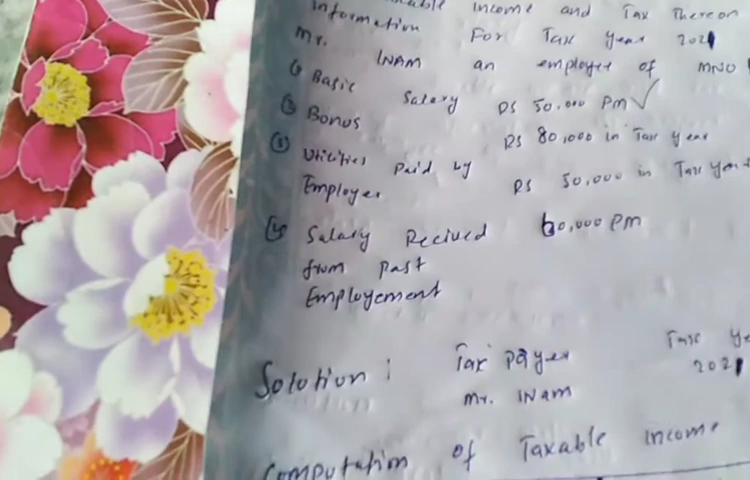 Income and Tax Thereon
Information For Tax year 2021
Mr. INAM an employee of MNO
(1) Basic Salary RS 50,000 PM ✓
(2) Bonus RS 80,000 in Tax year
(3) Utilities Paid by RS 50,000 in Tax year
Employer
(4) Salary Recived 60,000 PM
from Past
Employement
Solution : Tax payer Tax Ye
Mr. INAM 2021
Computation of Taxable Income